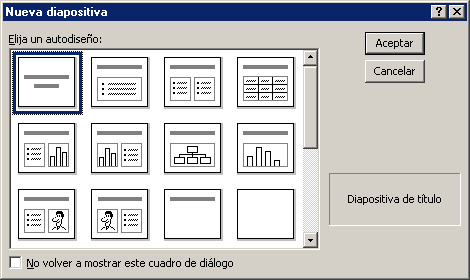 Nueva diapositiva
Elija un autodiseño:
Aceptar
Cancelar
Diapositiva de título
No volver a mostrar este cuadro de diálogo